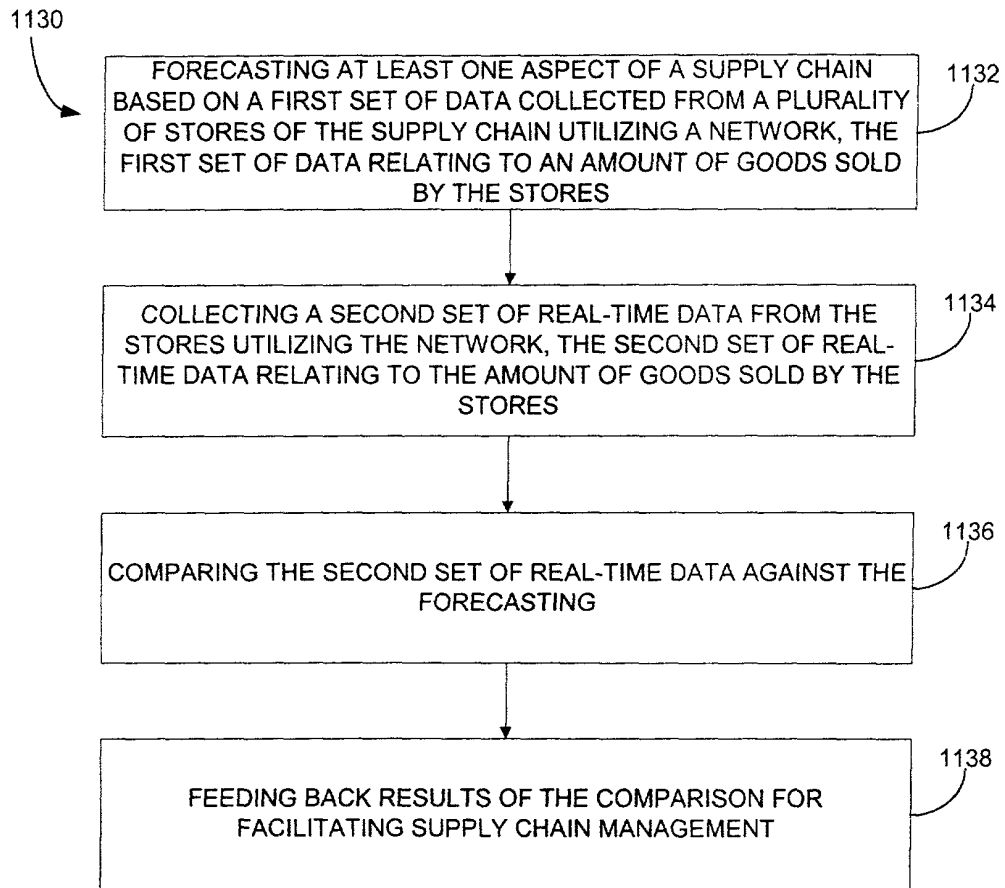 1130
FORECASTING AT LEAST ONE ASPECT OF A SUPPLY CHAIN
BASED ON A FIRST SET OF DATA COLLECTED FROM A PLURALITY
OF STORES OF THE SUPPLY CHAIN UTILIZING A NETWORK, THE
FIRST SET OF DATA RELATING TO AN AMOUNT OF GOODS SOLD
BY THE STORES
1132
COLLECTING A SECOND SET OF REAL-TIME DATA FROM THE
STORES UTILIZING THE NETWORK, THE SECOND SET OF REAL-
TIME DATA RELATING TO THE AMOUNT OF GOODS SOLD BY THE
STORES
1134
COMPARING THE SECOND SET OF REAL-TIME DATA AGAINST THE
FORECASTING
1136
FEEDING BACK RESULTS OF THE COMPARISON FOR
FACILITATING SUPPLY CHAIN MANAGEMENT
1138